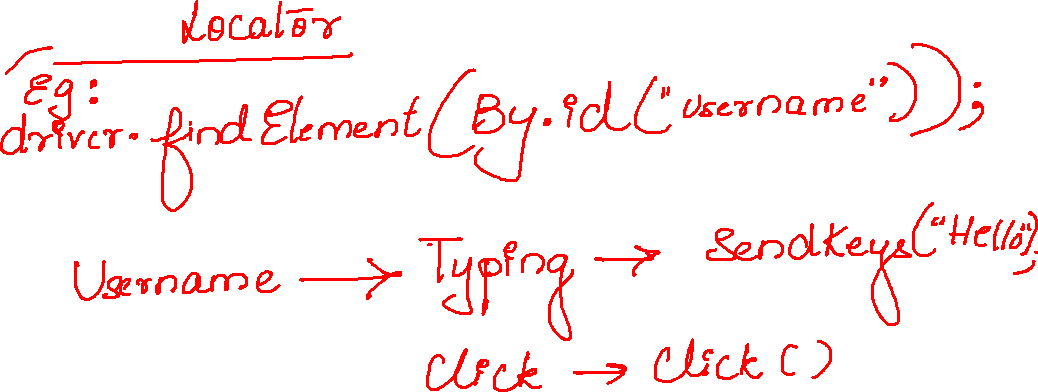 Locator
Eg:
driver.findElement(By.id("username"));
Username → Typing → Sendkeys("Hello");
Click → Click()